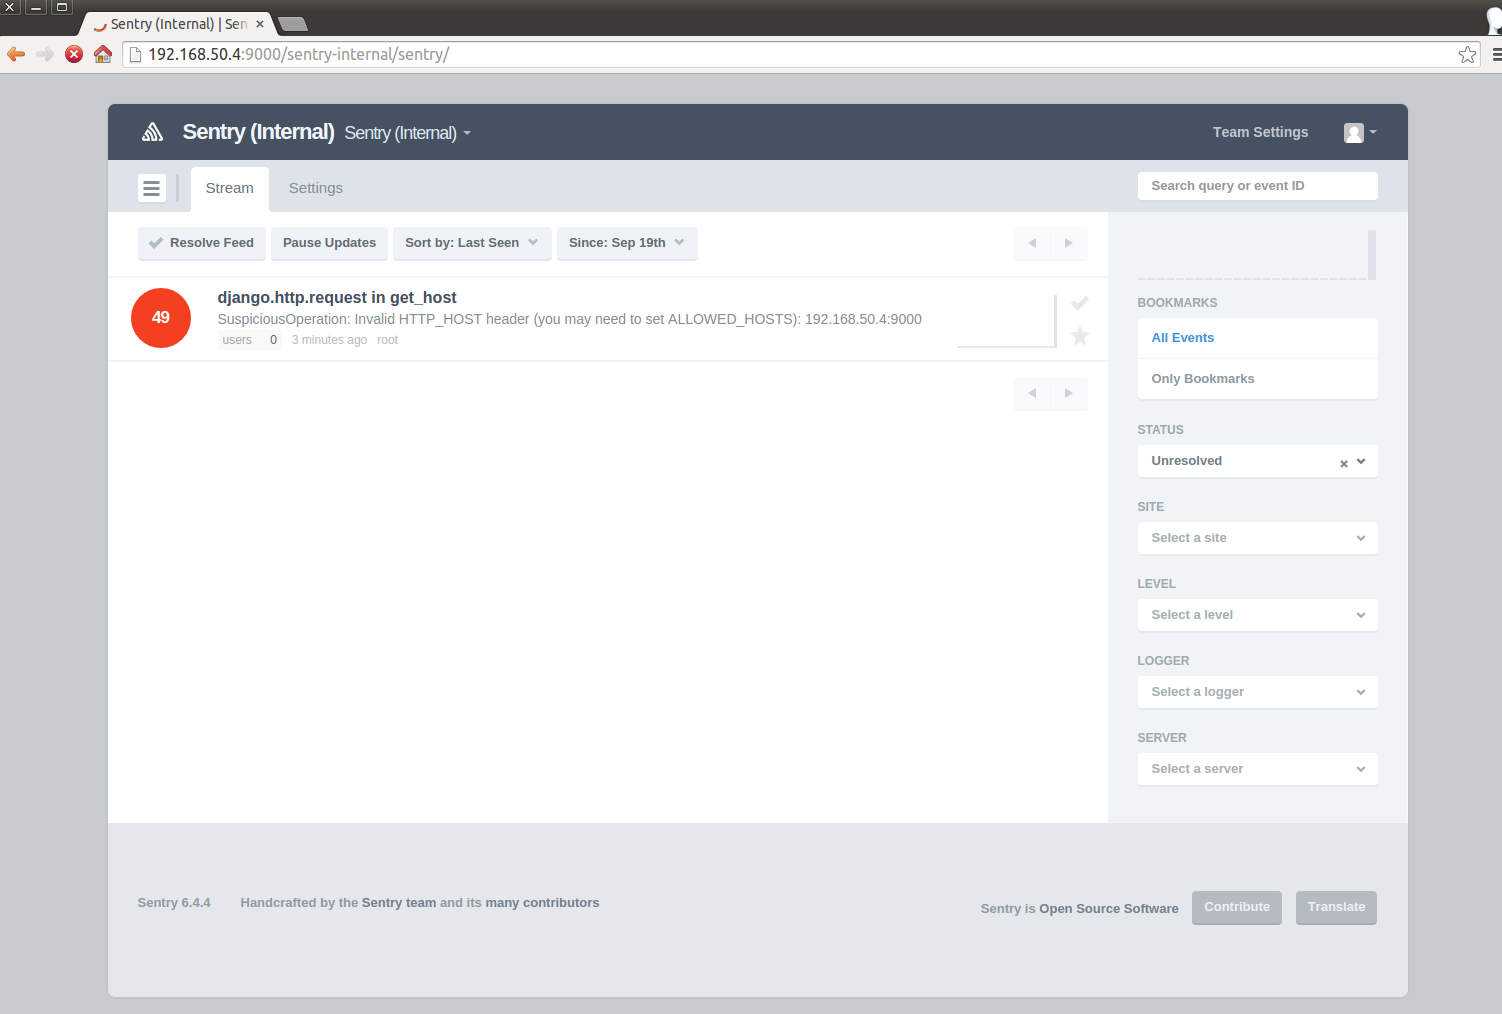 Sentry (Internal) | Sen
192.168.50.4:9000/sentry-internal/sentry/
Sentry (Internal) Sentry (Internal)
Team Settings
Stream
Settings
Search query or event ID
Resolve Feed
Pause Updates
Sort by: Last Seen
Since: Sep 19th
49
django.http.request in get_host
SuspiciousOperation: Invalid HTTP_HOST header (you may need to set ALLOWED_HOSTS): 192.168.50.4:9000
users 0 3 minutes ago root
BOOKMARKS
All Events
Only Bookmarks
STATUS
Unresolved
SITE
Select a site
LEVEL
Select a level
LOGGER
Select a logger
SERVER
Select a server
Sentry 6.4.4
Handcrafted by the Sentry team and its many contributors
Sentry is Open Source Software
Contribute
Translate